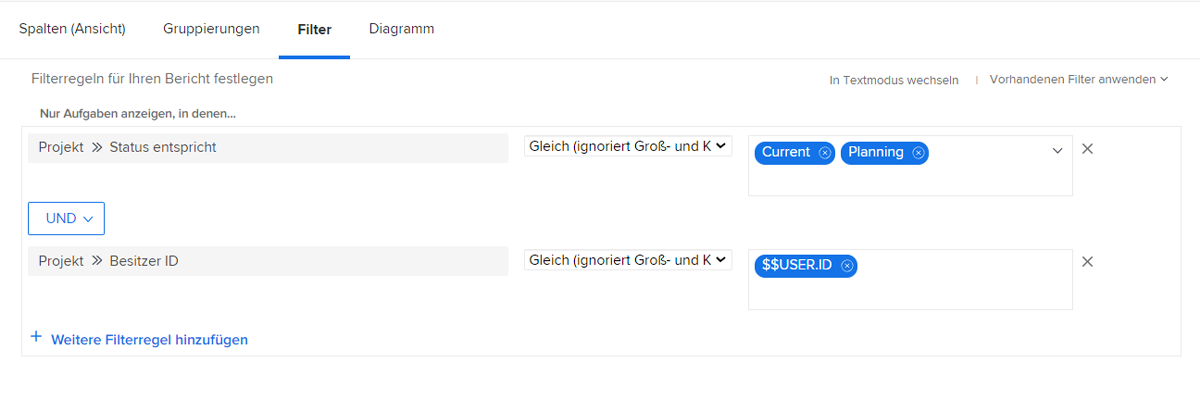 Spalten (Ansicht) Gruppierungen Filter Diagramm
Filterregeln für Ihren Bericht festlegen In Textmodus wechseln | Vorhandenen Filter anwenden
Nur Aufgaben anzeigen, in denen...
Projekt >> Status entspricht Gleich (ignoriert Groß- und K Current Planning
UND
Projekt >> Besitzer ID Gleich (ignoriert Groß- und K $$USER.ID
+ Weitere Filterregel hinzufügen